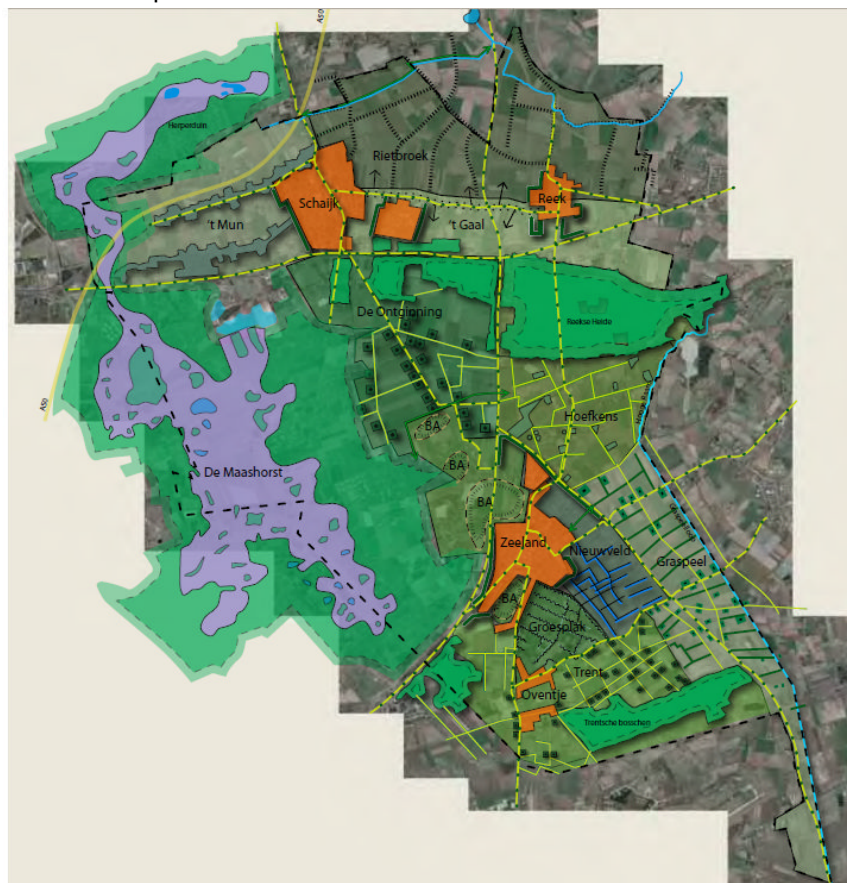 A50
Herperduin
Rietbroek
Schaijk
Reek
't Mun
't Gaal
De Ontginning
Reekse Heide
A50
Hoefkens
BA
BA
De Maashorst
BA
Zeeland
Nieuwveld
Graspeel
BA
Groesplak
Trent
Oventje
Trentsche bosschen